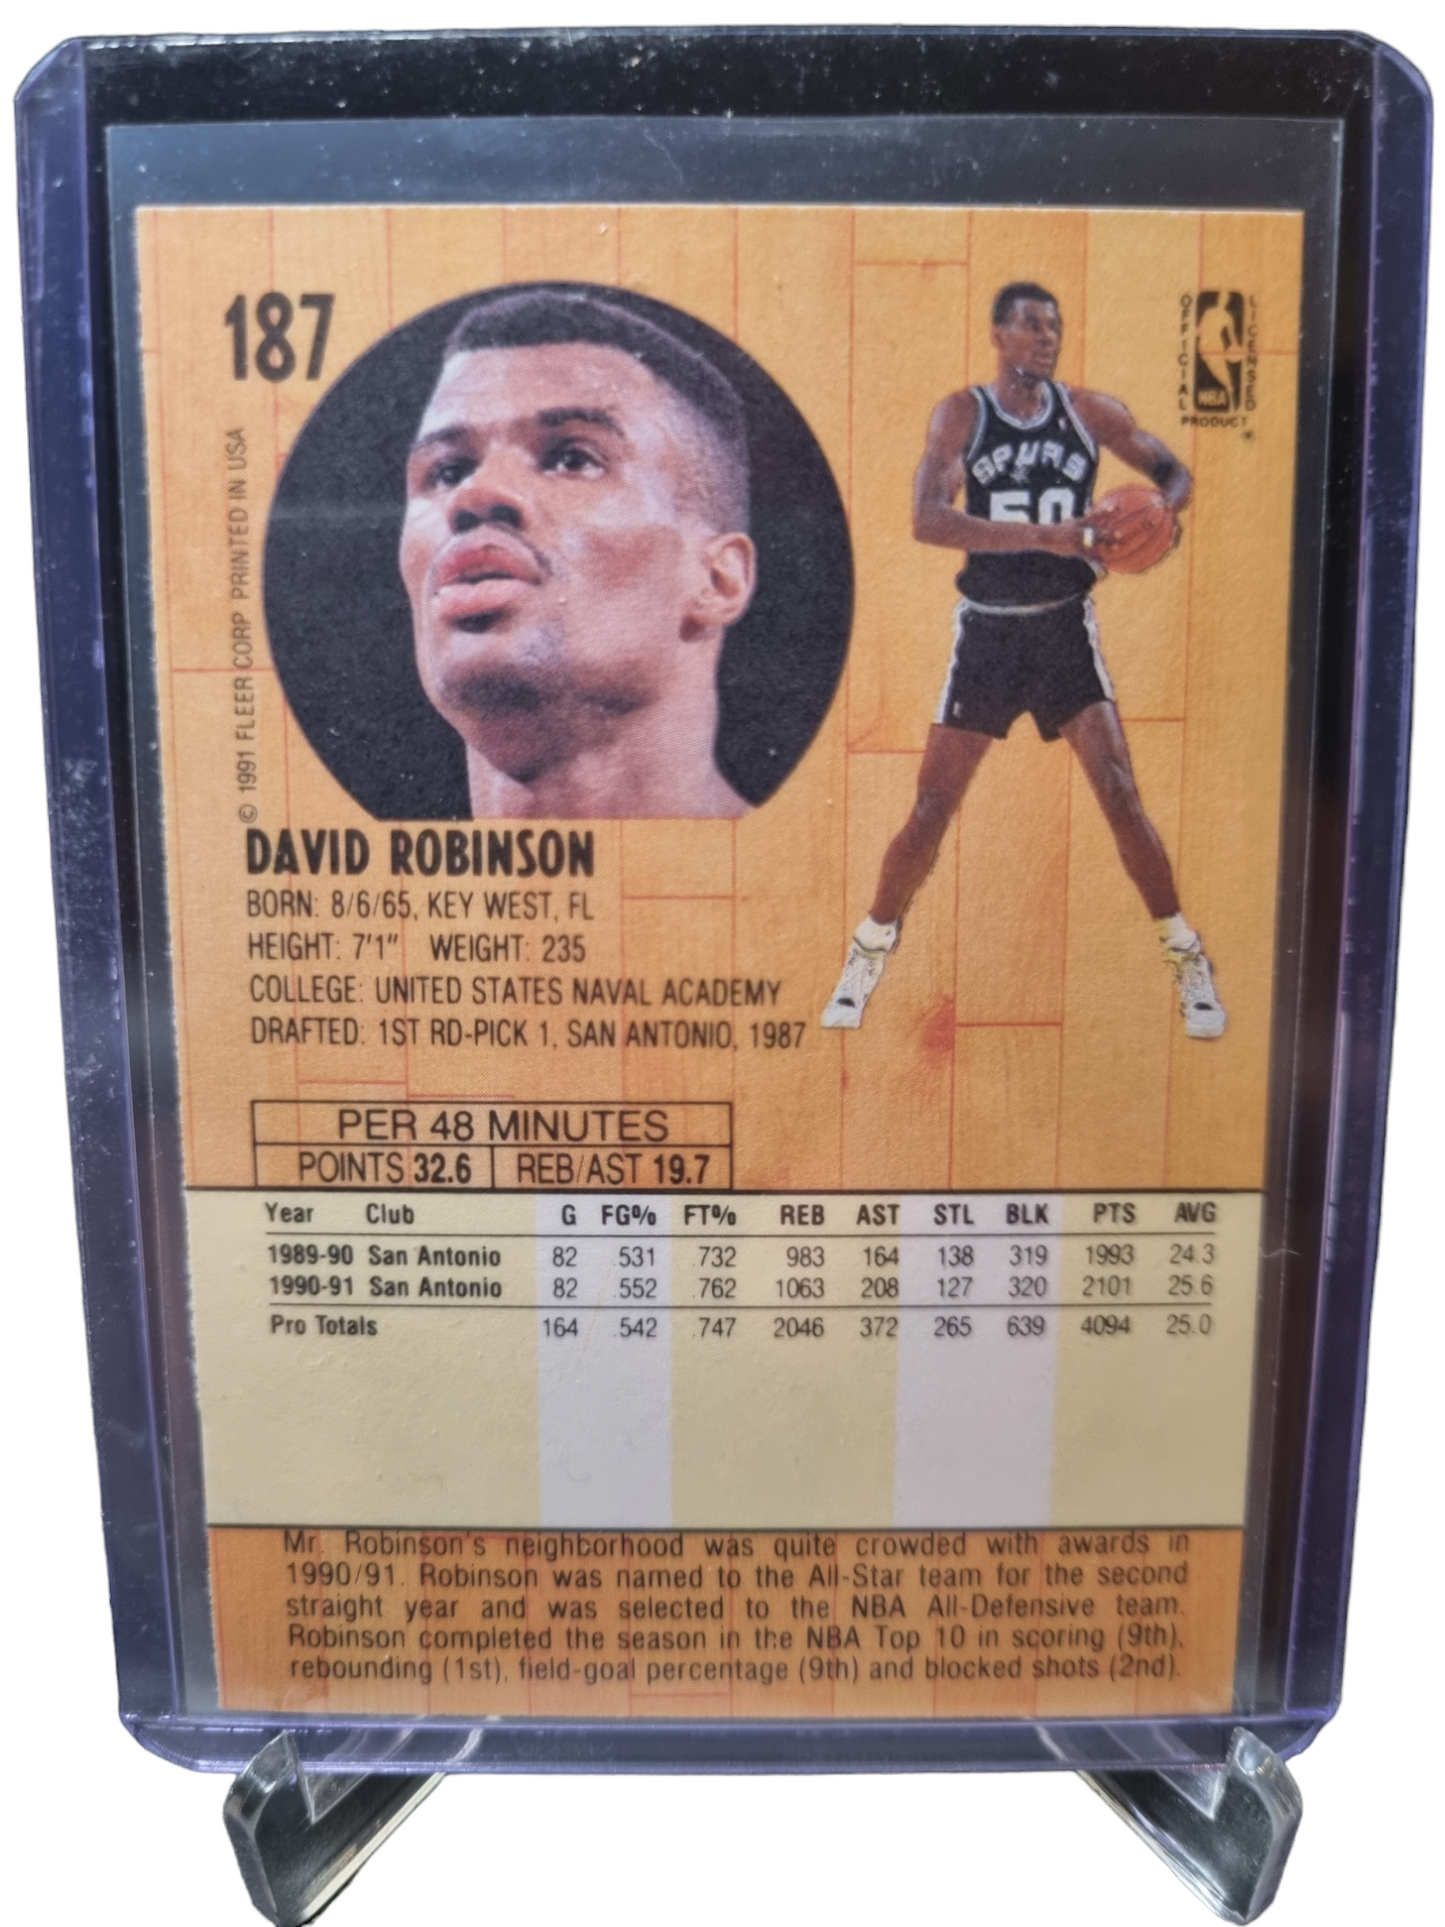 187
© 1991 FLEER CORP PRINTED IN USA
OFFICIAL LICENSED
NBA
PRODUCT ®
SPURS
50
DAVID ROBINSON
BORN: 8/6/65, KEY WEST, FL
HEIGHT: 7'1" WEIGHT: 235
COLLEGE: UNITED STATES NAVAL ACADEMY
DRAFTED: 1ST RD-PICK 1, SAN ANTONIO, 1987
PER 48 MINUTES
POINTS 32.6 REB/AST 19.7
Year Club G FG% FT% REB AST STL BLK PTS AVG
1989-90 San Antonio 82 .531 .732 983 164 138 319 1993 24.3
1990-91 San Antonio 82 .552 .762 1063 208 127 320 2101 25.6
Pro Totals 164 .542 .747 2046 372 265 639 4094 25.0
Mr. Robinson's neighborhood was quite crowded with awards in
1990/91. Robinson was named to the All-Star team for the second
straight year and was selected to the NBA All-Defensive team.
Robinson completed the season in the NBA Top 10 in scoring (9th),
rebounding (1st), field-goal percentage (9th) and blocked shots (2nd).